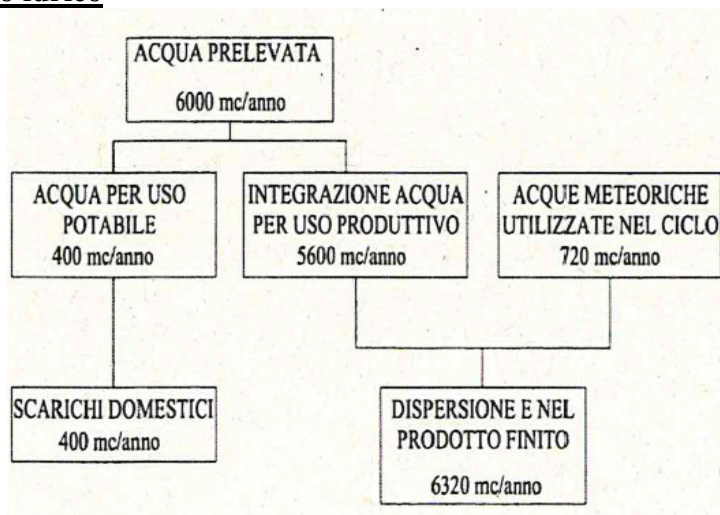 ACQUA PRELEVATA
6000 mc/anno
ACQUA PER USO
POTABILE
400 mc/anno
INTEGRAZIONE ACQUA
PER USO PRODUTTIVO
5600 mc/anno
ACQUE METEORICHE
UTILIZZATE NEL CICLO
720 mc/anno
SCARICHI DOMESTICI
400 mc/anno
DISPERSIONE E NEL
PRODOTTO FINITO
6320 mc/anno